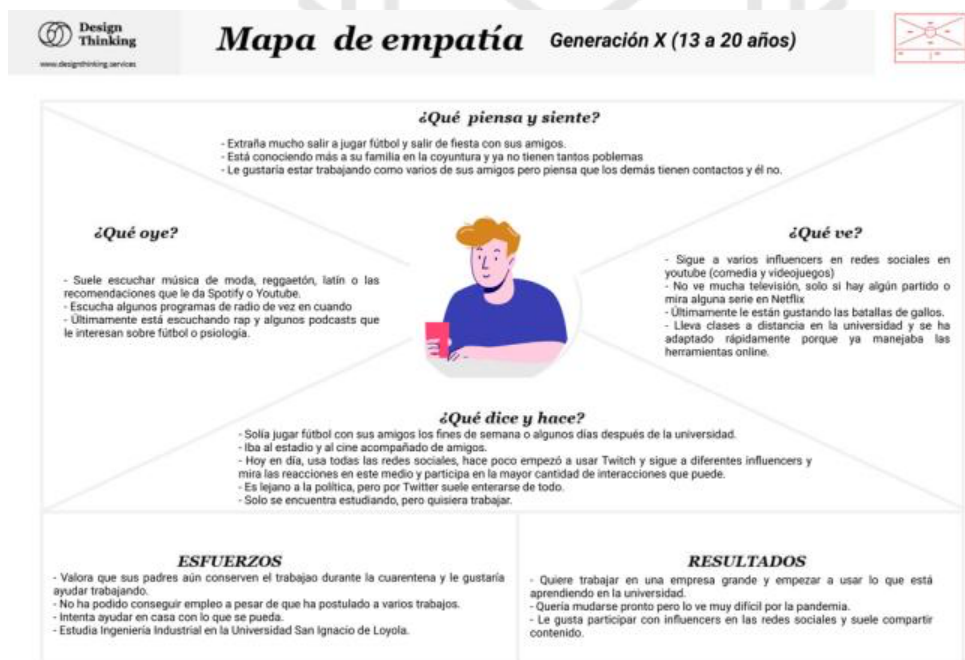 Design
Thinking
www.designthinking.services
Mapa de empatía
Generación X (13 a 20 años)
¿Qué piensa y siente?
- Extraña mucho salir a jugar fútbol y salir de fiesta con sus amigos.
- Está conociendo más a su familia en la coyuntura y ya no tienen tantos poblemas
- Le gustaría estar trabajando como varios de sus amigos pero piensa que los demás tienen contactos y él no.
¿Qué oye?
- Suele escuchar música de moda, reggaetón, latín o las
recomendaciones que le da Spotify o Youtube.
- Escucha algunos programas de radio de vez en cuando
- Últimamente está escuchando rap y algunos podcasts que
le interesan sobre fútbol o psiología.
¿Qué ve?
- Sigue a varios influencers en redes sociales en
youtube (comedia y videojuegos)
- No ve mucha televisión, solo si hay algún partido o
mira alguna serie en Netflix
- Últimamente le están gustando las batallas de gallos.
- Lleva clases a distancia en la universidad y se ha
adaptado rápidamente porque ya manejaba las
herramientas online.
¿Qué dice y hace?
- Solía jugar fútbol con sus amigos los fines de semana o algunos días después de la universidad.
- Iba al estadio y al cine acompañado de amigos.
- Hoy en día, usa todas las redes sociales, hace poco empezó a usar Twitch y sigue a diferentes influencers y
mira las reacciones en este medio y participa en la mayor cantidad de interacciones que puede.
- Es lejano a la política, pero por Twitter suele enterarse de todo.
- Solo se encuentra estudiando, pero quisiera trabajar.
ESFUERZOS
- Valora que sus padres aún conserven el trabajao durante la cuarentena y le gustaría
ayudar trabajando.
- No ha podido conseguir empleo a pesar de que ha postulado a varios trabajos.
- Intenta ayudar en casa con lo que se pueda.
- Estudia Ingeniería Industrial en la Universidad San Ignacio de Loyola.
RESULTADOS
- Quiere trabajar en una empresa grande y empezar a usar lo que está
aprendiendo en la universidad.
- Quería mudarse pronto pero lo ve muy difícil por la pandemia.
- Le gusta participar con influencers en las redes sociales y suele compartir
contenido.